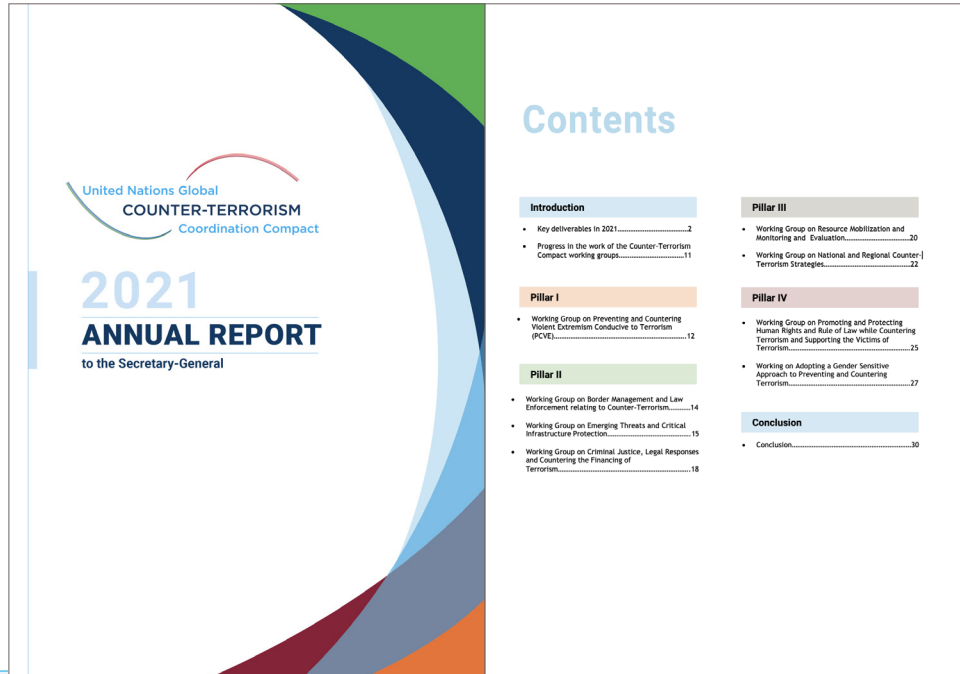 United Nations Global
COUNTER-TERRORISM
Coordination Compact
2021
ANNUAL REPORT
to the Secretary-General
Contents
Introduction
• Key deliverables in 2021.......................................2
• Progress in the work of the Counter-Terrorism
Compact working groups....................................11
Pillar I
• Working Group on Preventing and Countering
Violent Extremism Conducive to Terrorism
(PCVE)..........................................................................12
Pillar II
• Working Group on Border Management and Law
Enforcement relating to Counter-Terrorism............14
• Working Group on Emerging Threats and Critical
Infrastructure Protection..............................................15
• Working Group on Criminal Justice, Legal Responses
and Countering the Financing of
Terrorism..........................................................................18
Pillar III
• Working Group on Resource Mobilization and
Monitoring and Evaluation....................................20
• Working Group on National and Regional Counter-
Terrorism Strategies................................................22
Pillar IV
• Working Group on Promoting and Protecting
Human Rights and Rule of Law while Countering
Terrorism and Supporting the Victims of
Terrorism....................................................................25
• Working on Adopting a Gender Sensitive
Approach to Preventing and Countering
Terrorism....................................................................27
Conclusion
• Conclusion..................................................................30